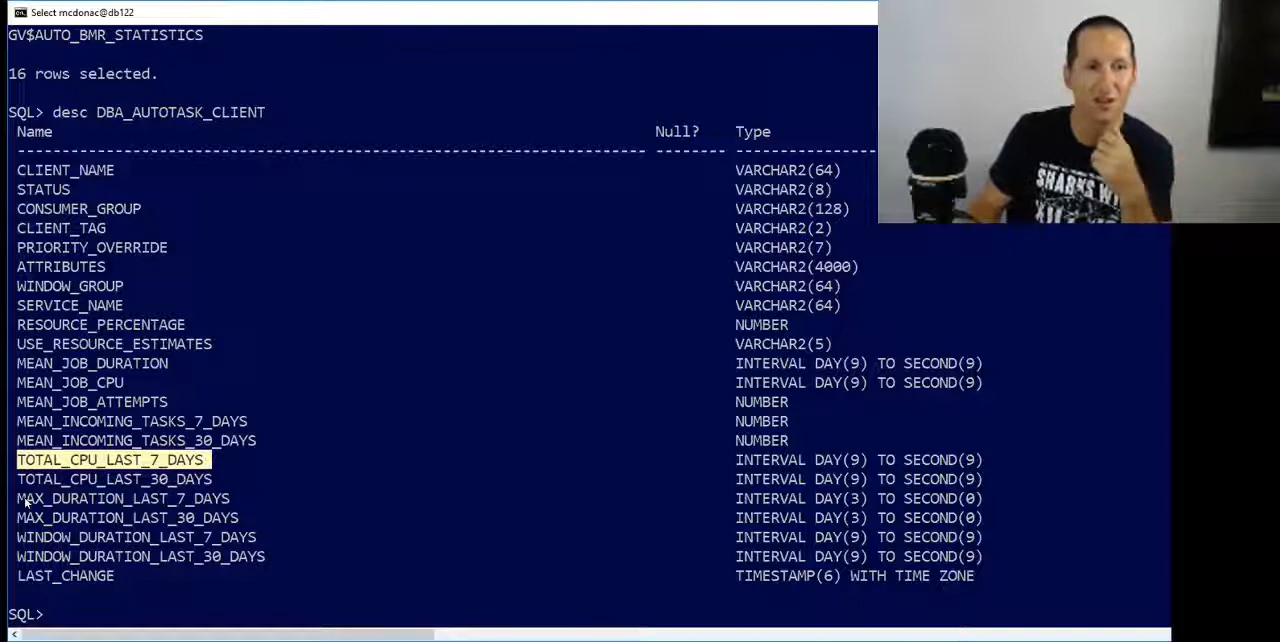 Select mcdonac@db122
GV$AUTO_BMR_STATISTICS
16 rows selected.
SQL> desc DBA_AUTOTASK_CLIENT
Name Null? Type
CLIENT_NAME VARCHAR2(64)
STATUS VARCHAR2(8)
CONSUMER_GROUP VARCHAR2(128)
CLIENT_TAG VARCHAR2(2)
PRIORITY_OVERRIDE VARCHAR2(7)
ATTRIBUTES VARCHAR2(4000)
WINDOW_GROUP VARCHAR2(64)
SERVICE_NAME VARCHAR2(64)
RESOURCE_PERCENTAGE NUMBER
USE_RESOURCE_ESTIMATES VARCHAR2(5)
MEAN_JOB_DURATION INTERVAL DAY(9) TO SECOND(9)
MEAN_JOB_CPU INTERVAL DAY(9) TO SECOND(9)
MEAN_JOB_ATTEMPTS NUMBER
MEAN_INCOMING_TASKS_7_DAYS NUMBER
MEAN_INCOMING_TASKS_30_DAYS NUMBER
TOTAL_CPU_LAST_7_DAYS INTERVAL DAY(9) TO SECOND(9)
TOTAL_CPU_LAST_30_DAYS INTERVAL DAY(9) TO SECOND(9)
MAX_DURATION_LAST_7_DAYS INTERVAL DAY(3) TO SECOND(0)
MAX_DURATION_LAST_30_DAYS INTERVAL DAY(3) TO SECOND(0)
WINDOW_DURATION_LAST_7_DAYS INTERVAL DAY(9) TO SECOND(9)
WINDOW_DURATION_LAST_30_DAYS INTERVAL DAY(9) TO SECOND(9)
LAST_CHANGE TIMESTAMP(6) WITH TIME ZONE
SQL>
SHARKS